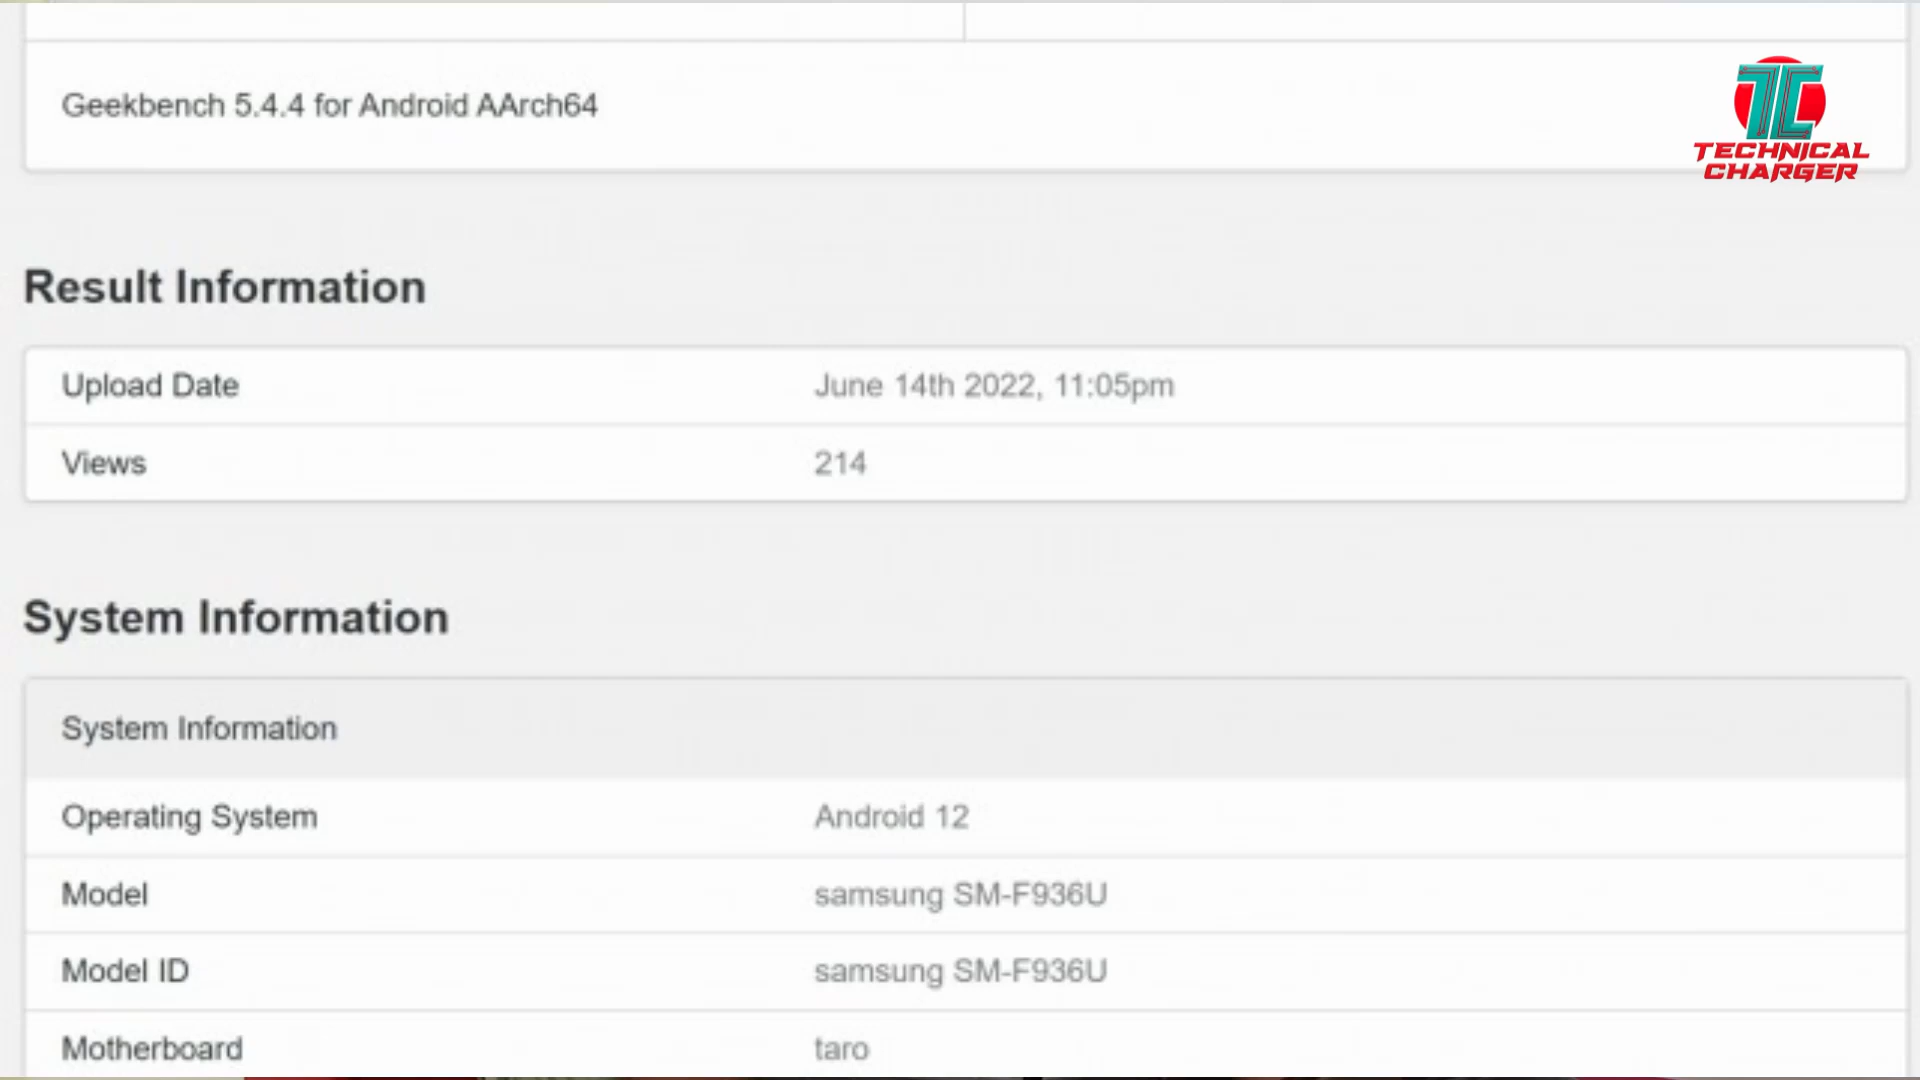 Geekbench 5.4.4 for Android AArch64
TECHNICAL
CHARGER
Result Information
Upload Date June 14th 2022, 11:05pm
Views 214
System Information
System Information
Operating System Android 12
Model samsung SM-F936U
Model ID samsung SM-F936U
Motherboard taro